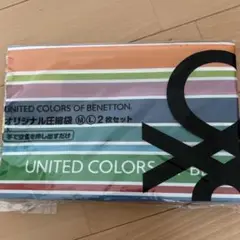 UNITED COLORS OF BENETTON.
オリジナル圧縮袋 Ⓜ Ⓛ 2枚セット
手で空気を押し出すだけ
UNITED COLORS